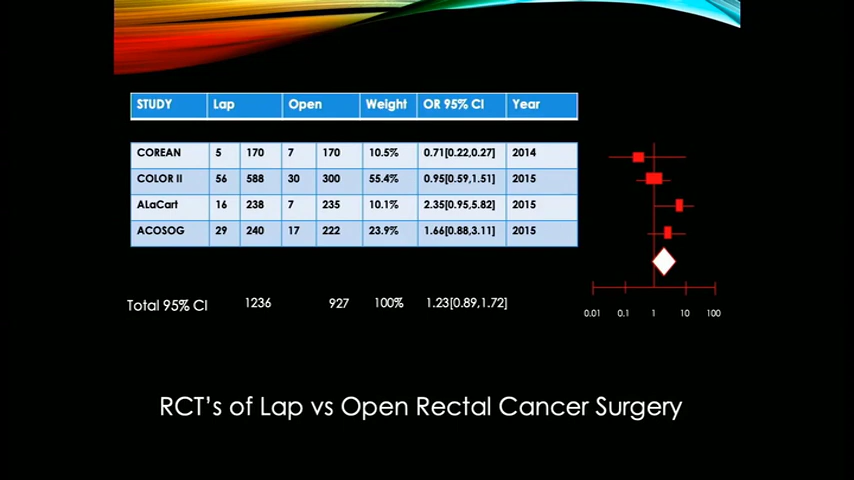 STUDY Lap Open Weight OR 95% CI Year
COREAN 5 170 7 170 10.5% 0.71[0.22,0.27] 2014
COLOR II 56 588 30 300 55.4% 0.95[0.59,1.51] 2015
ALaCart 16 238 7 235 10.1% 2.35[0.95,5.82] 2015
ACOSOG 29 240 17 222 23.9% 1.66[0.88,3.11] 2015
Total 95% CI 1236 927 100% 1.23[0.89,1.72]
0.01 0.1 1 10 100
RCT's of Lap vs Open Rectal Cancer Surgery